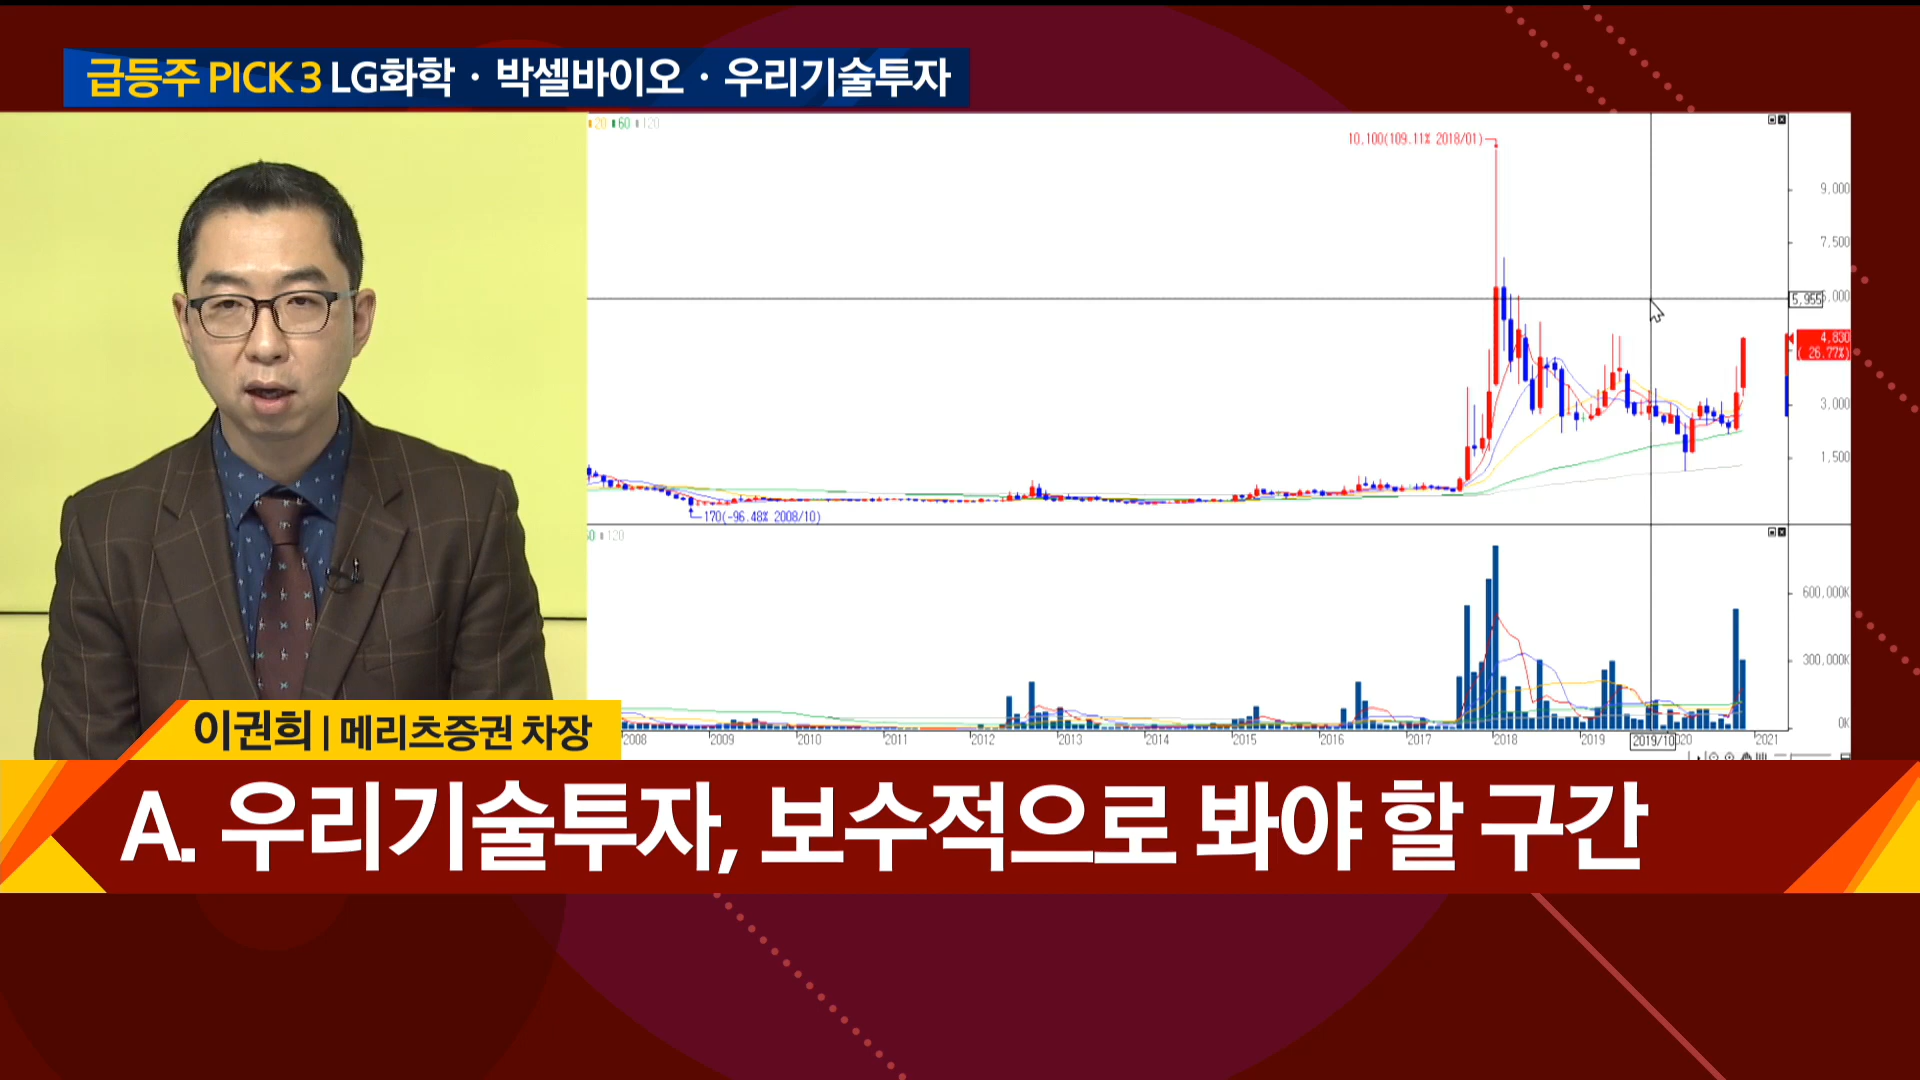 급등주 PICK 3 LG화학 · 박셀바이오 · 우리기술투자
20 60 120
10,100(109.11% 2018/01)
9,000
7,500
5,955
4,830
( 26.77%)
3,000
1,500
170(-96.48% 2008/10)
120
600,000K
300,000K
0K
2008 2009 2010 2011 2012 2013 2014 2015 2016 2017 2018 2019 2019/10 2021
이권희 | 메리츠증권 차장
A. 우리기술투자, 보수적으로 봐야 할 구간